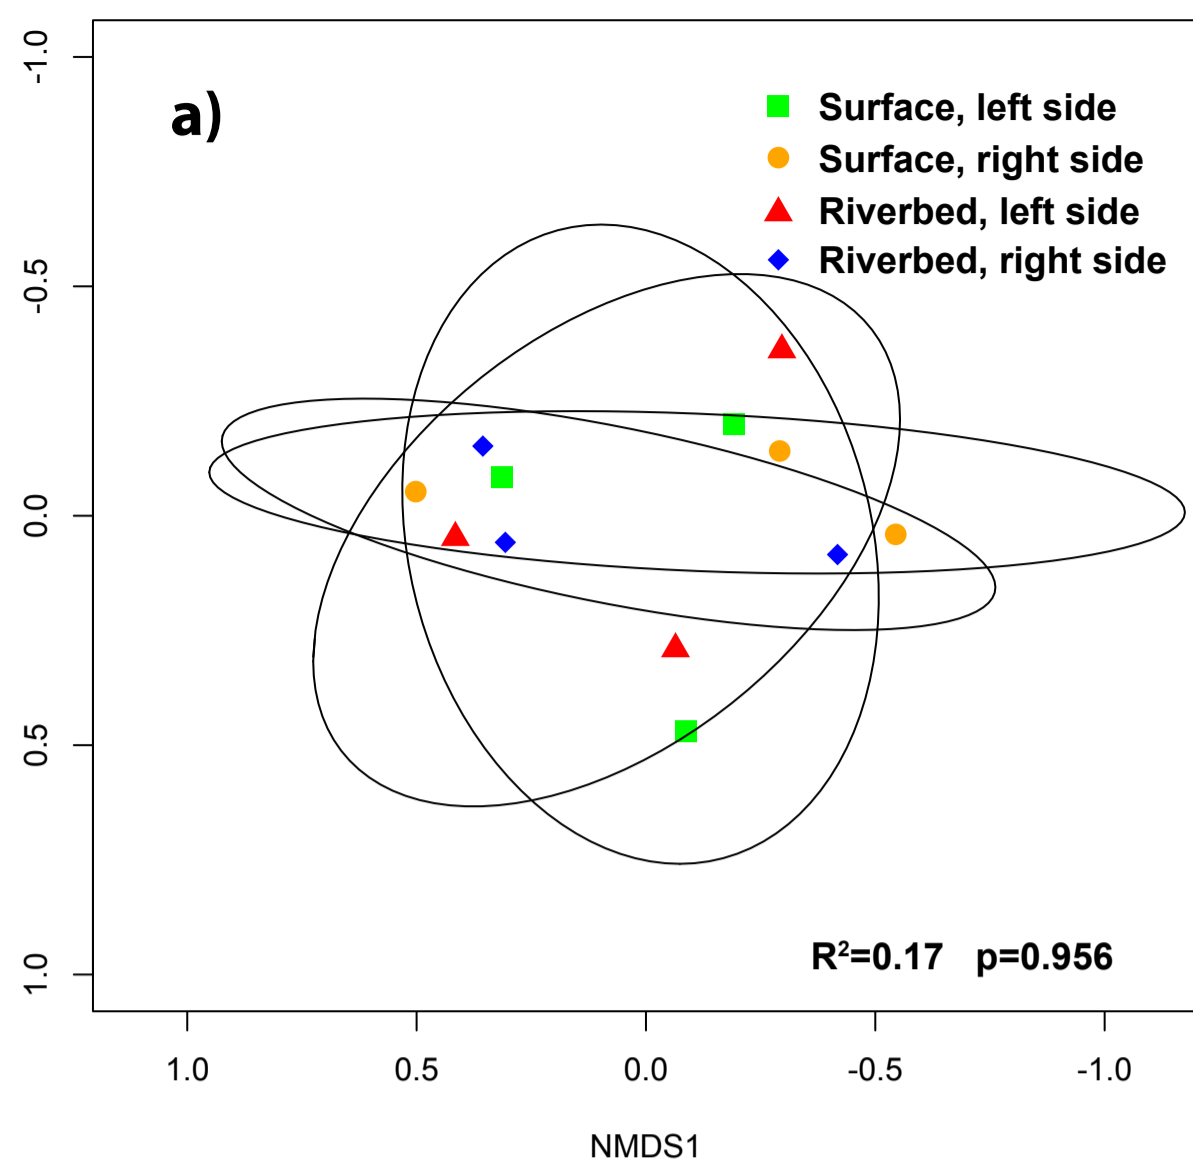 a)
Surface, left side
Surface, right side
Riverbed, left side
Riverbed, right side
-1.0
-0.5
0.0
0.5
1.0
R²=0.17 p=0.956
1.0 0.5 0.0 -0.5 -1.0
NMDS1